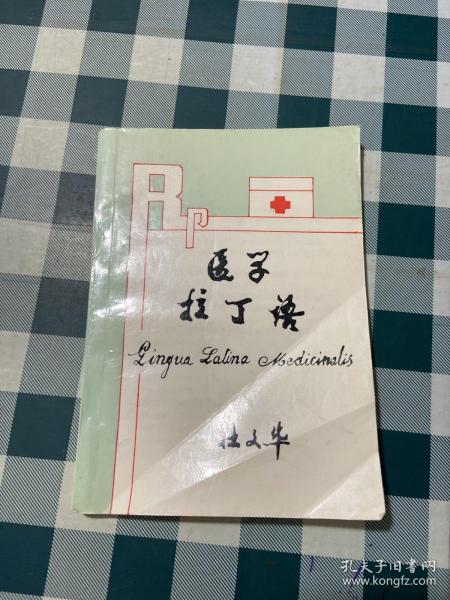 Rp
医学
拉丁语
Lingua Latina Medicinalis
杜文华
孔夫子旧书网
www.kongfz.com